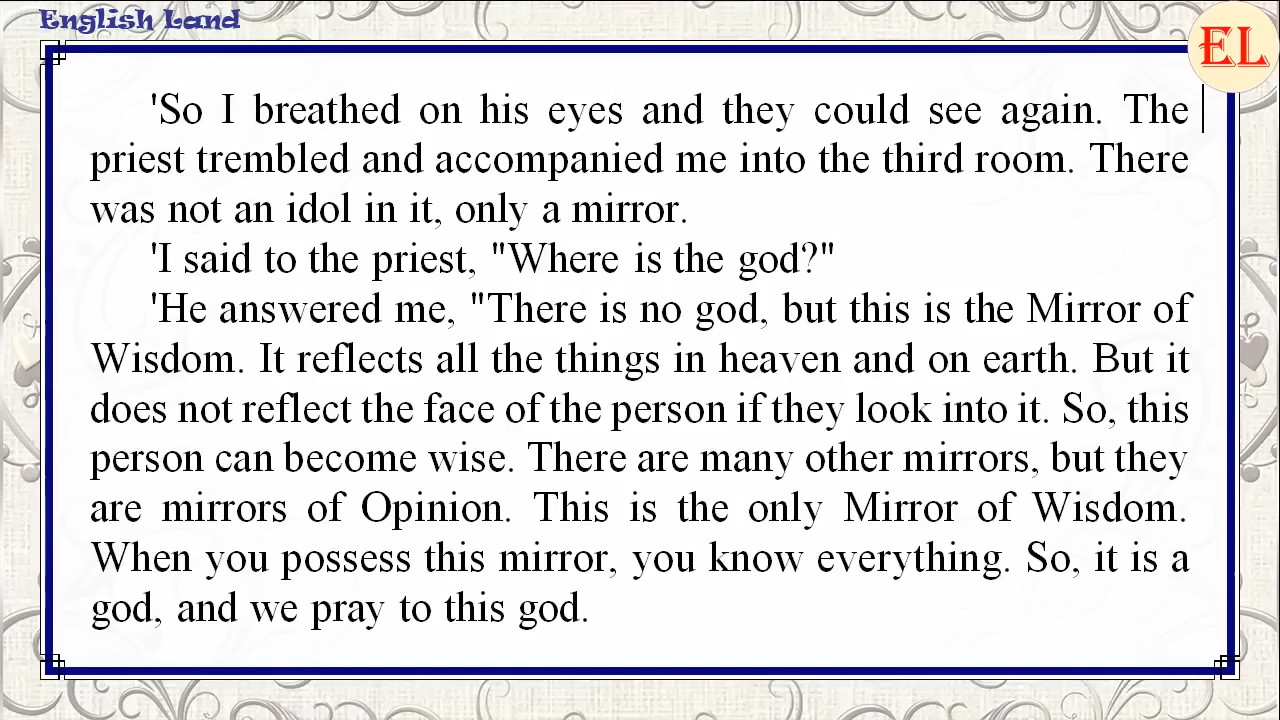 English Land
EL
'So I breathed on his eyes and they could see again. The
priest trembled and accompanied me into the third room. There
was not an idol in it, only a mirror.
'I said to the priest, "Where is the god?"
'He answered me, "There is no god, but this is the Mirror of
Wisdom. It reflects all the things in heaven and on earth. But it
does not reflect the face of the person if they look into it. So, this
person can become wise. There are many other mirrors, but they
are mirrors of Opinion. This is the only Mirror of Wisdom.
When you possess this mirror, you know everything. So, it is a
god, and we pray to this god.